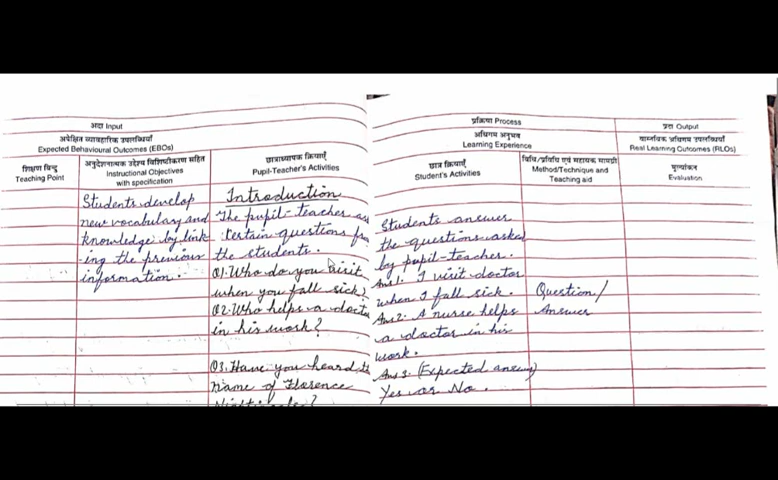 अदा Input
अपेक्षित व्यावहारिक उपलब्धियाँ
Expected Behavioural Outcomes (EBOs)
शिक्षण बिन्दु
Teaching Point
अनुदेशनात्मक उद्देश्य विशिष्टीकरण सहित
Instructional Objectives
with specification
छात्राध्यापक क्रियाएँ
Pupil-Teacher's Activities
Students develop
new vocabulary and
knowledge by link
-ing the previous
information.
Introduction
The pupil-teacher
certain questions
the students.
Q1. Who do you visit
when you fall sick?
Q2. Who helps a
in his work?
Q3. Have you heard
name of Florence
प्रक्रिया Process
अधिगम अनुभव
Learning Experience
प्रदा Output
वास्तविक अधिगम उपलब्धियाँ
Real Learning Outcomes (RLOs)
छात्र क्रियाएँ
Student's Activities
विधि/प्रविधि एवं सहायक सामग्री
Method/Technique and
Teaching aid
मूल्यांकन
Evaluation
Students answer
the questions asked
by pupil-teacher.
Ans1: I visit doctor
when I fall sick.
Ans2: A nurse helps
a doctor in his
work.
Ans3: (Expected answer)
Yes or No.
Question/
Answer